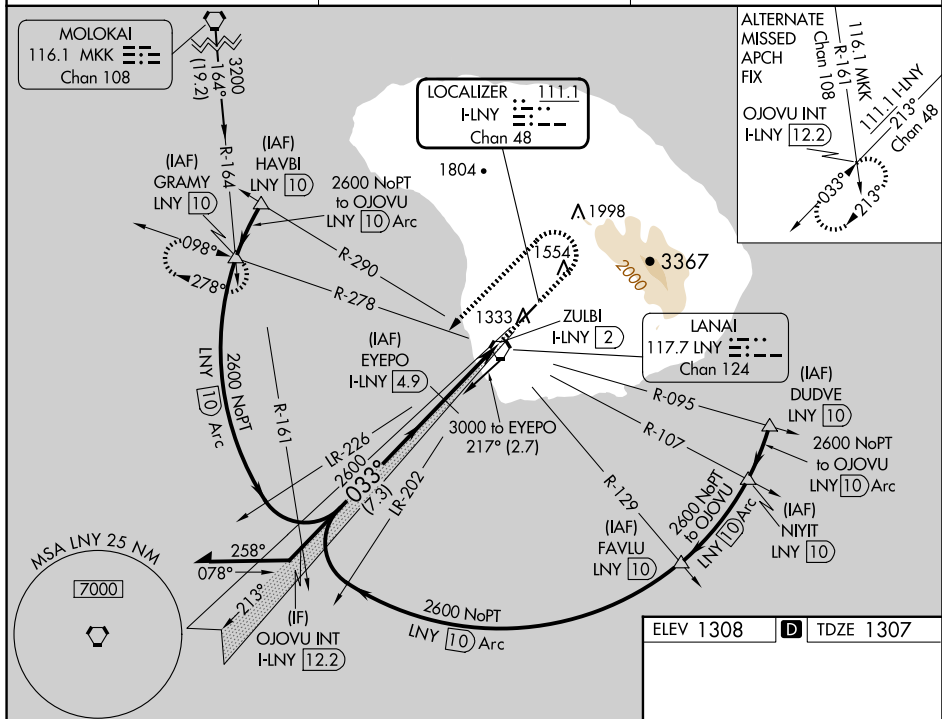 MOLOKAI
116.1 MKK
Chan 108
3200
164°
(19.2)
R-164
(IAF)
HAVBI
LNY 10
(IAF)
GRAMY
LNY 10
2600 NoPT
to OJOVU
LNY 10 Arc
098°
278°
R-290
R-278
LOCALIZER 111.1
I-LNY
Chan 48
1804
1998
1554
3367
2000
1333
ZULBI
I-LNY 2
ALTERNATE
MISSED
APCH
FIX
116.1 MKK
Chan 108
R-161
OJOVU INT
I-LNY 12.2
111.1 I-LNY
213°
Chan 48
033°
213°
LANAI
117.7 LNY
Chan 124
(IAF)
EYEPO
I-LNY 4.9
3000 to EYEPO
217° (2.7)
2600 NoPT
LNY 10 Arc
R-161
LR-226
2600
033°
(7.3)
LR-202
R-095
R-107
R-129
(IAF)
DUDVE
LNY 10
2600 NoPT
to OJOVU
LNY 10 Arc
2600 NoPT
to OJOVU
LNY 10 Arc
(IAF)
NIYIT
LNY 10
(IAF)
FAVLU
LNY 10
2600 NoPT
LNY 10 Arc
258°
078°
213°
(IF)
OJOVU INT
I-LNY 12.2
MSA LNY 25 NM
7000
ELEV 1308 D TDZE 1307